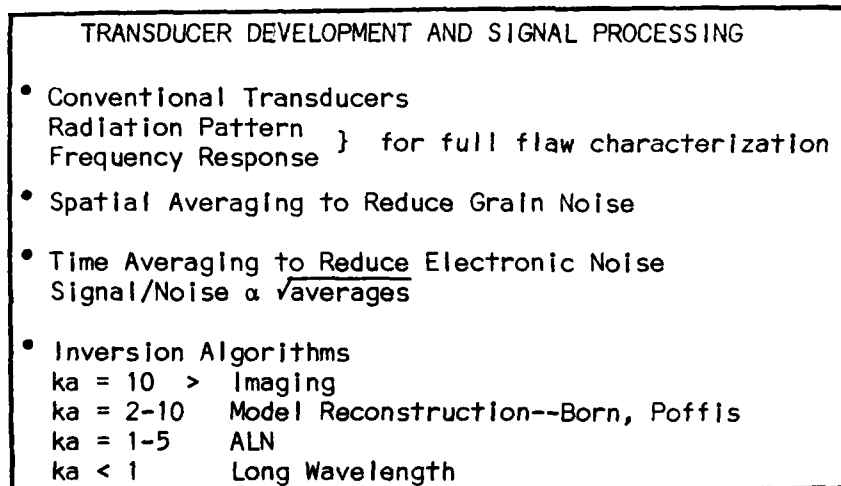 TRANSDUCER DEVELOPMENT AND SIGNAL PROCESSING
• Conventional Transducers
Radiation Pattern
Frequency Response } for full flaw characterization
• Spatial Averaging to Reduce Grain Noise
• Time Averaging to Reduce Electronic Noise
Signal/Noise α √averages
• Inversion Algorithms
ka = 10 > Imaging
ka = 2-10 Model Reconstruction--Born, Poffis
ka = 1-5 ALN
ka < 1 Long Wavelength